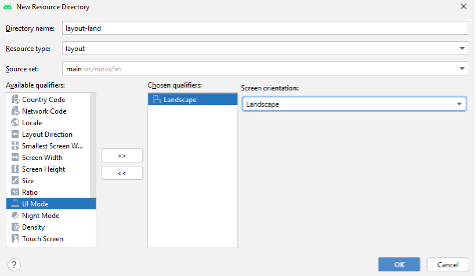 New Resource Directory
Directory name: layout-land
Resource type: layout
Source set: main src/main/res
Available qualifiers:
Country Code
Network Code
Locale
Layout Direction
Smallest Screen W...
Screen Width
Screen Height
Size
Ratio
UI Mode
Night Mode
Density
Touch Screen
>>
<<
Chosen qualifiers:
Landscape
Screen orientation:
Landscape
?
OK
Cancel